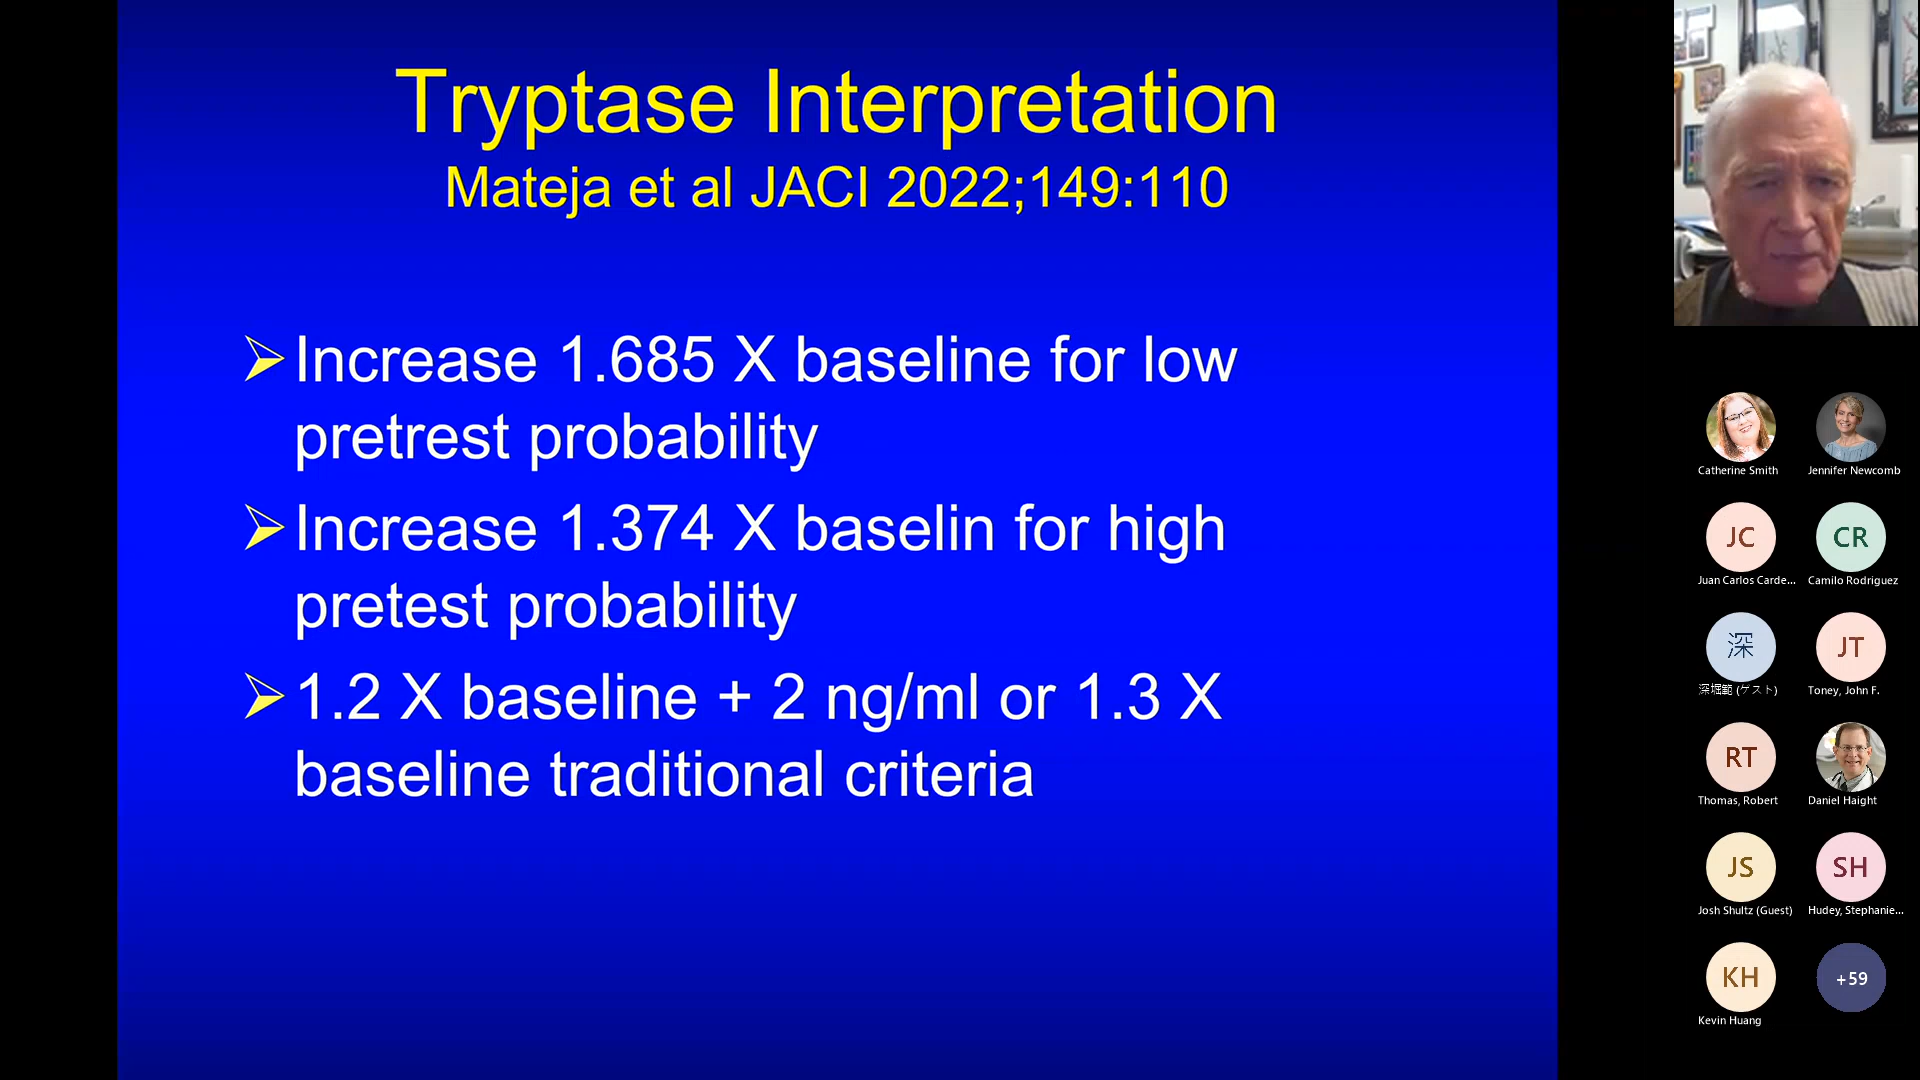 Tryptase Interpretation
Mateja et al JACI 2022;149:110
Increase 1.685 X baseline for low
pretrest probability
Increase 1.374 X baselin for high
pretest probability
1.2 X baseline + 2 ng/ml or 1.3 X
baseline traditional criteria
Catherine Smith
Jennifer Newcomb
JC
CR
Juan Carlos Carde...
Camilo Rodriguez
深
JT
深堀範 (ゲスト)
Toney, John F.
RT
Thomas, Robert
Daniel Haight
JS
SH
Josh Shultz (Guest)
Hudey, Stephanie...
KH
+59
Kevin Huang